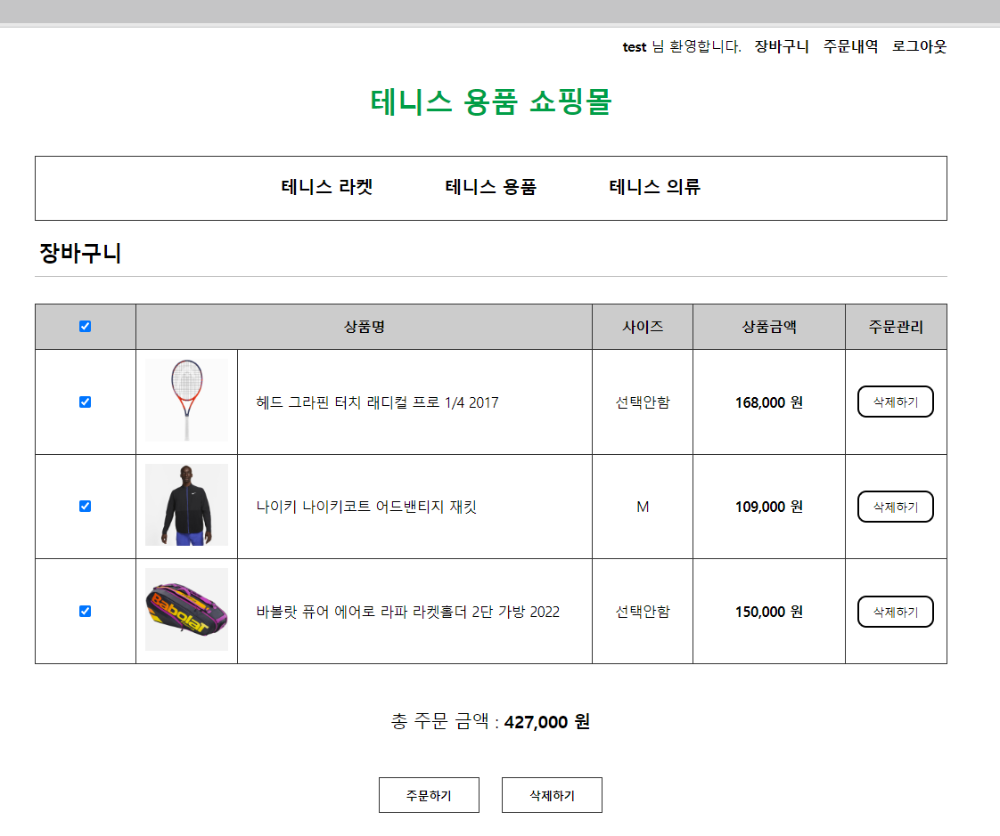 test 님 환영합니다. 장바구니 주문내역 로그아웃
테니스 용품 쇼핑몰
테니스 라켓 테니스 용품 테니스 의류
장바구니
상품명 사이즈 상품금액 주문관리
헤드 그라핀 터치 래디컬 프로 1/4 2017 선택안함 168,000 원 삭제하기
나이키 나이키코트 어드밴티지 재킷 M 109,000 원 삭제하기
Babolat
바볼랏 퓨어 에어로 라파 라켓홀더 2단 가방 2022 선택안함 150,000 원 삭제하기
총 주문 금액 : 427,000 원
주문하기 삭제하기